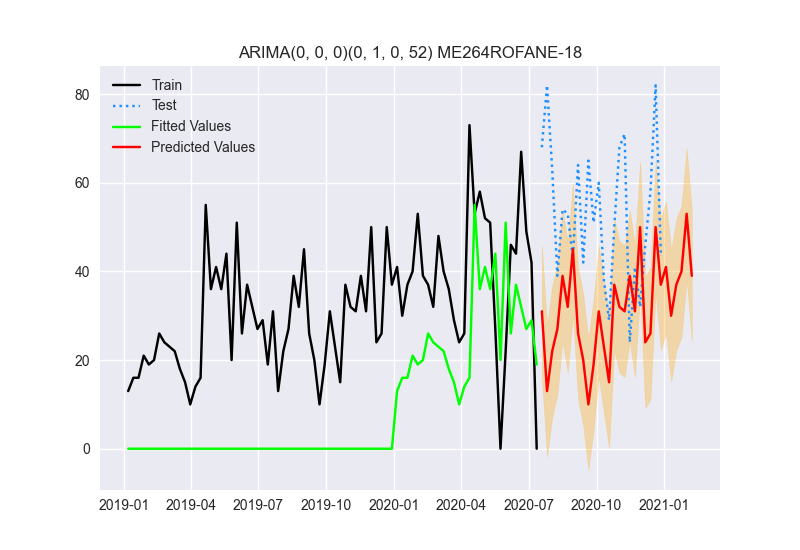 ARIMA(0, 0, 0)(0, 1, 0, 52) ME264ROFANE-18
Train
Test
Fitted Values
Predicted Values
80
60
40
20
0
2019-01 2019-04 2019-07 2019-10 2020-01 2020-04 2020-07 2020-10 2021-01